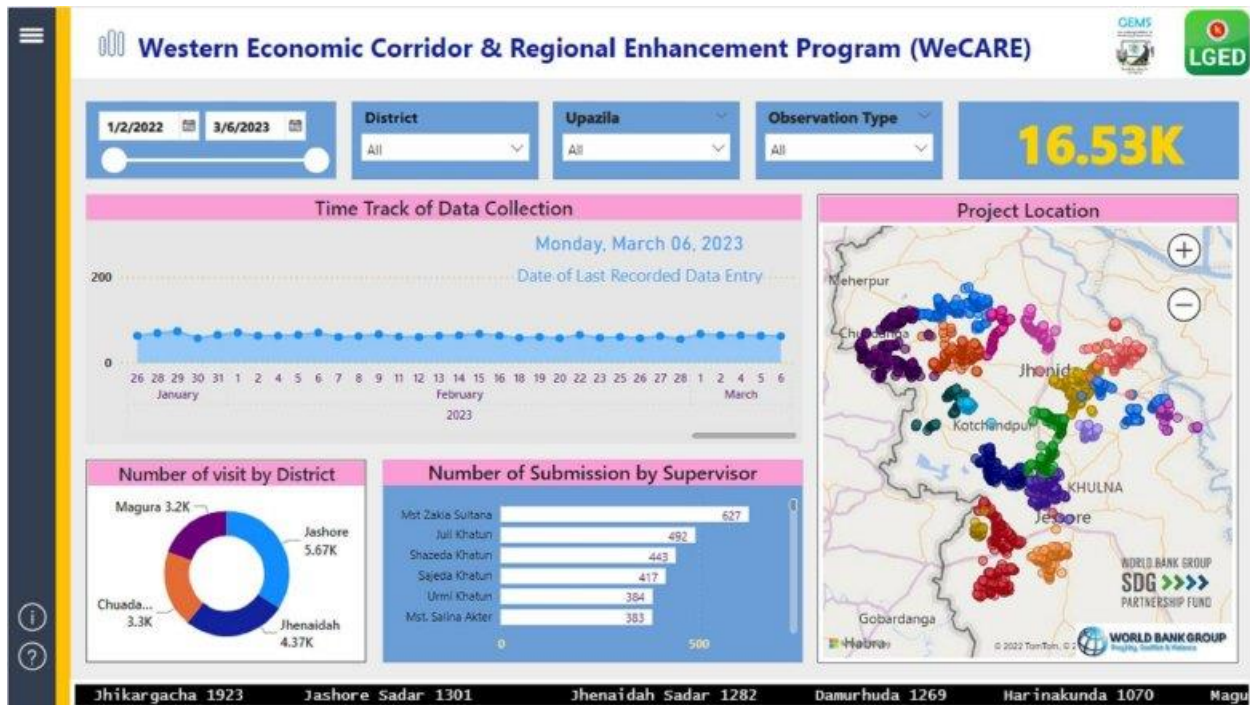 Western Economic Corridor & Regional Enhancement Program (WeCARE)
GEMS
LGED
1/2/2022 3/6/2023
District
All
Upazila
All
Observation Type
All
16.53K
Time Track of Data Collection
Monday, March 06, 2023
Date of Last Recorded Data Entry
200
0
26 28 29 30 31 1 2 4 5 6 7 8 9 11 12 13 14 15 16 18 19 20 22 23 25 26 27 28 1 2 4 5 6
January February March
2023
Project Location
Meherpur
Jhenid
Kotchandpur
KHULNA
Jessore
Gobardanga
Habra
© 2022 TomTom, © 2
WORLD BANK GROUP
SDG
PARTNERSHIP FUND
WORLD BANK GROUP
Number of visit by District
Magura 3.2K
Jashore
5.67K
Chuada...
3.3K
Jhenaidah
4.37K
Number of Submission by Supervisor
Mst Zakia Sultana 627
Juli Khatun 492
Shazeda Khatun 443
Sajeda Khatun 417
Urmi Khatun 384
Mst. Salina Akter 383
0 500
Jhikargacha 1923 Jashore Sadar 1301 Jhenaidah Sadar 1282 Damurhuda 1269 Harinakunda 1070 Magu